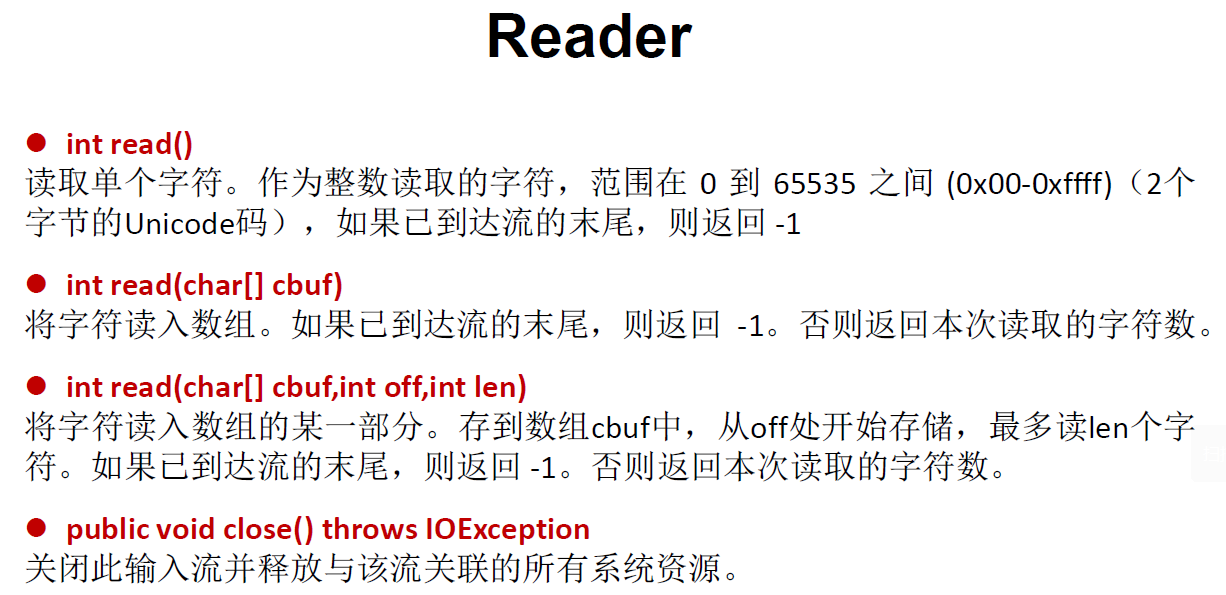 Reader
● int read()
读取单个字符。作为整数读取的字符，范围在 0 到 65535 之间 (0x00-0xffff)（2个
字节的Unicode码），如果已到达流的末尾，则返回 -1
● int read(char[] cbuf)
将字符读入数组。如果已到达流的末尾，则返回 -1。否则返回本次读取的字符数。
● int read(char[] cbuf,int off,int len)
将字符读入数组的某一部分。存到数组cbuf中，从off处开始存储，最多读len个字
符。如果已到达流的末尾，则返回 -1。否则返回本次读取的字符数。
● public void close() throws IOException
关闭此输入流并释放与该流关联的所有系统资源。